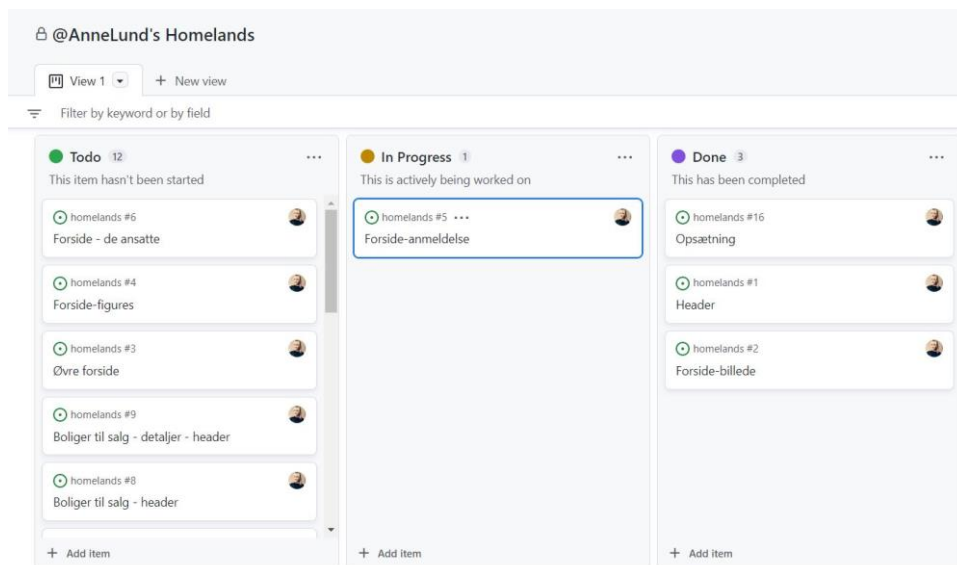 @AnneLund's Homelands
View 1
+ New view
Filter by keyword or by field
Todo 12
This item hasn't been started
homelands #6
Forside - de ansatte
homelands #4
Forside-figures
homelands #3
Øvre forside
homelands #9
Boliger til salg - detaljer - header
homelands #8
Boliger til salg - header
+ Add item
In Progress 1
This is actively being worked on
homelands #5 ...
Forside-anmeldelse
+ Add item
Done 3
This has been completed
homelands #16
Opsætning
homelands #1
Header
homelands #2
Forside-billede
+ Add item